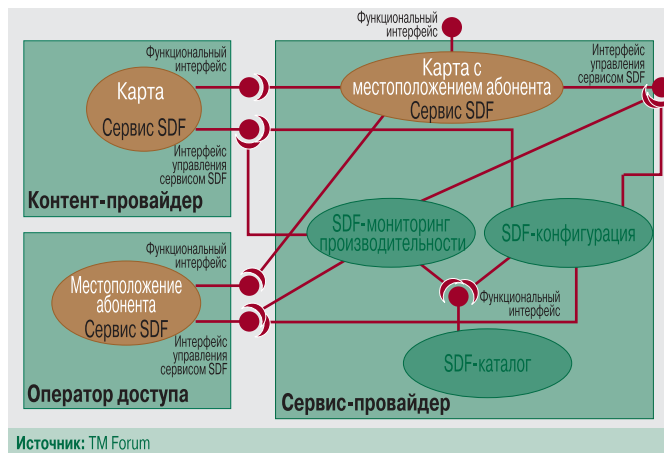 Функциональный
интерфейс
Функциональный
интерфейс
Карта
Сервис SDF
Интерфейс
управления
сервисом SDF
Контент-провайдер
Карта с
местоположением абонента
Сервис SDF
Интерфейс
управления
сервисом SDF
SDF-мониторинг
производительности
SDF-конфигурация
Функциональный
интерфейс
Местоположение
абонента
Сервис SDF
Интерфейс
управления
сервисом SDF
Оператор доступа
Функциональный
интерфейс
SDF-каталог
Сервис-провайдер
Источник: TM Forum